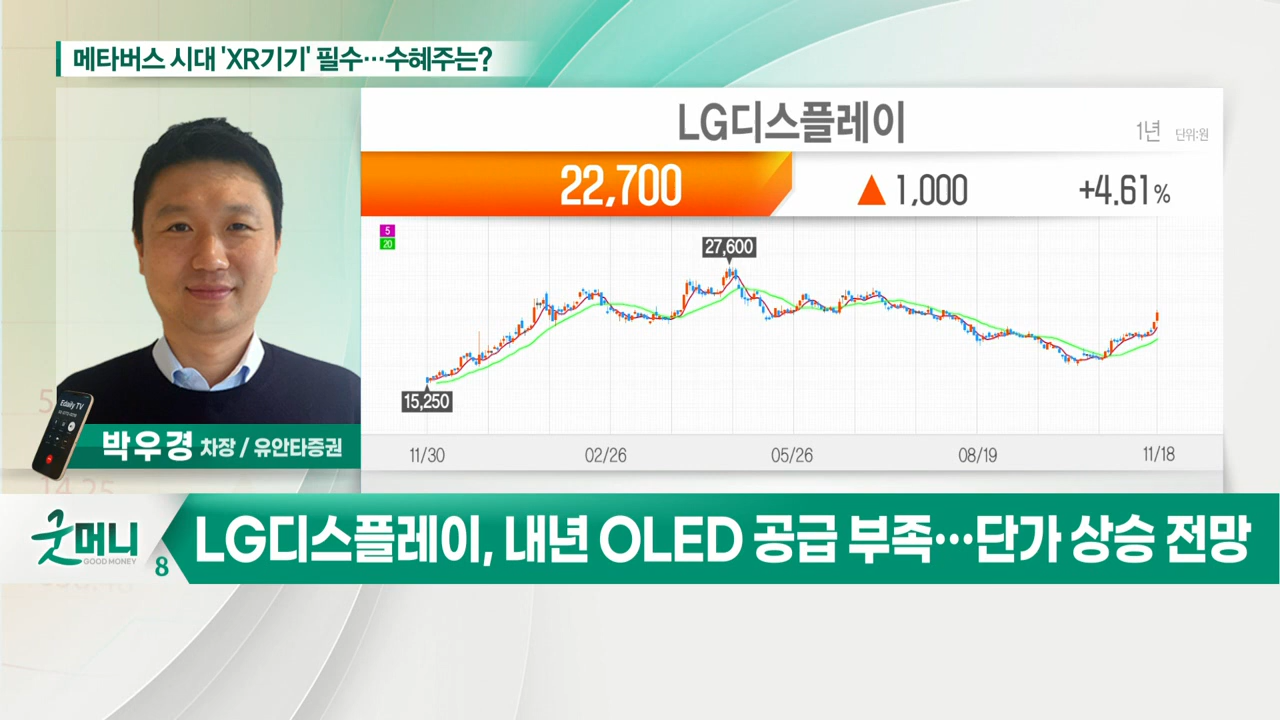 메타버스 시대 'XR기기' 필수…수혜주는?
LG디스플레이
1년 단위:원
22,700 ▲ 1,000 +4.61%
5
20
27,600
15,250
11/30 02/26 05/26 08/19 11/18
Edaily TV
박우경 차장 / 유안타증권
굿머니
GOOD MONEY
8
LG디스플레이, 내년 OLED 공급 부족…단가 상승 전망